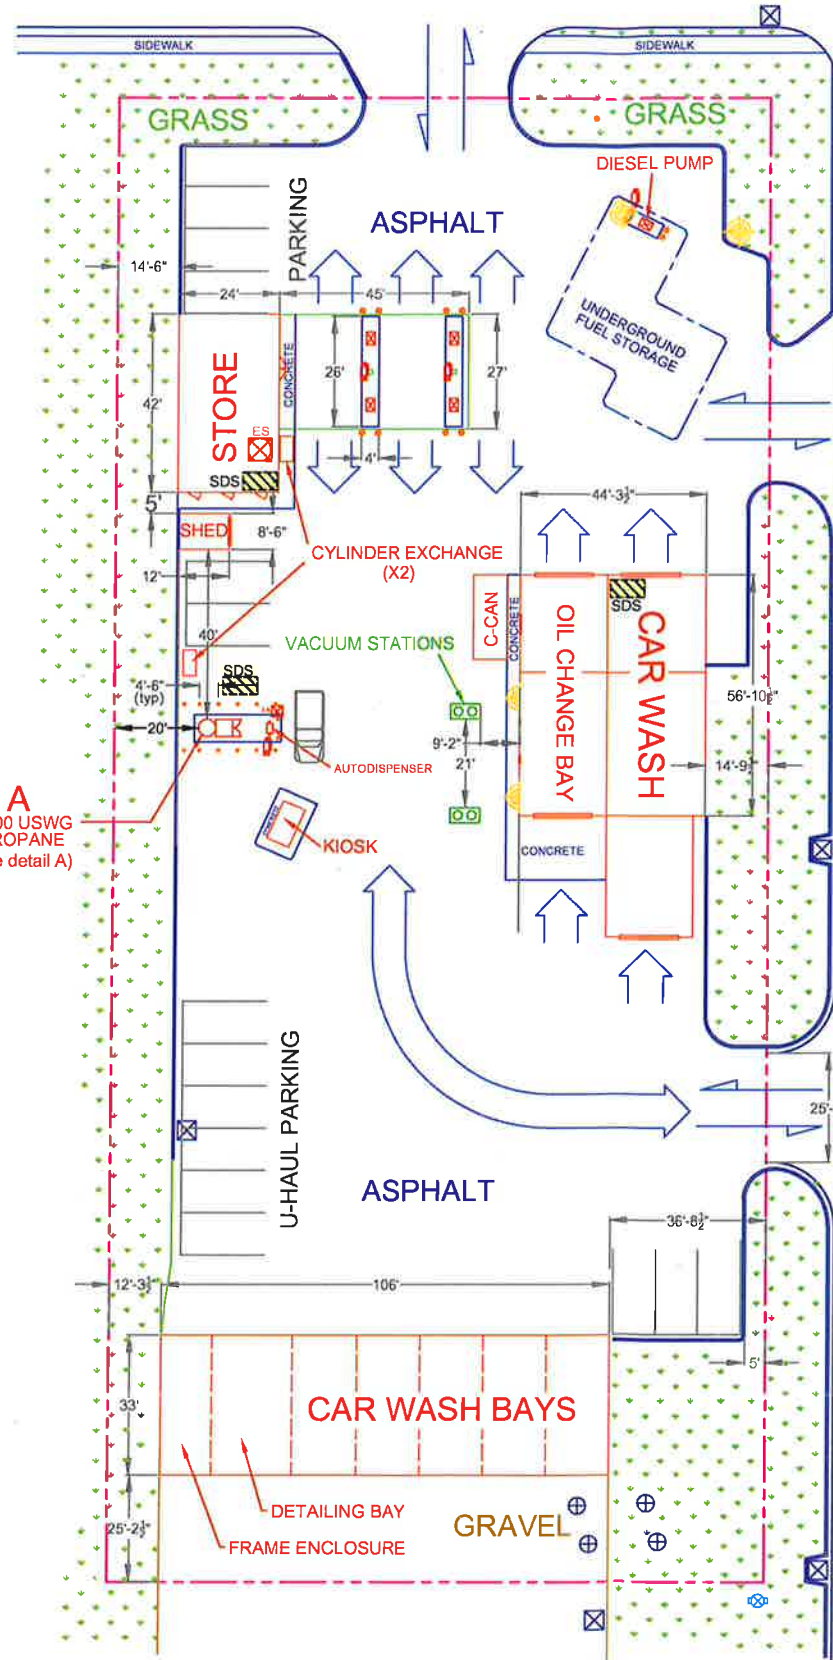 SIDEWALK
SIDEWALK
GRASS
GRASS
DIESEL PUMP
PARKING
ASPHALT
14'-6"
24'
45'
UNDERGROUND
FUEL STORAGE
STORE
CONCRETE
42'
26'
27'
ES
4'
SDS
44'-3½"
5'
SHED
8'-6"
CYLINDER EXCHANGE
(X2)
12'
C-CAN
CONCRETE
OIL CHANGE BAY
SDS
CAR WASH
40'
VACUUM STATIONS
SDS
4'-6"
(typ)
56'-10½"
20'
9'-2"
21'
14'-9½"
AUTODISPENSER
A
00 USWG
ROPANE
e detail A)
KIOSK
CONCRETE
U-HAUL PARKING
25'-
ASPHALT
36'-8½"
12'-3½"
106'
5'
33'
CAR WASH BAYS
DETAILING BAY
25'-2½"
GRAVEL
FRAME ENCLOSURE